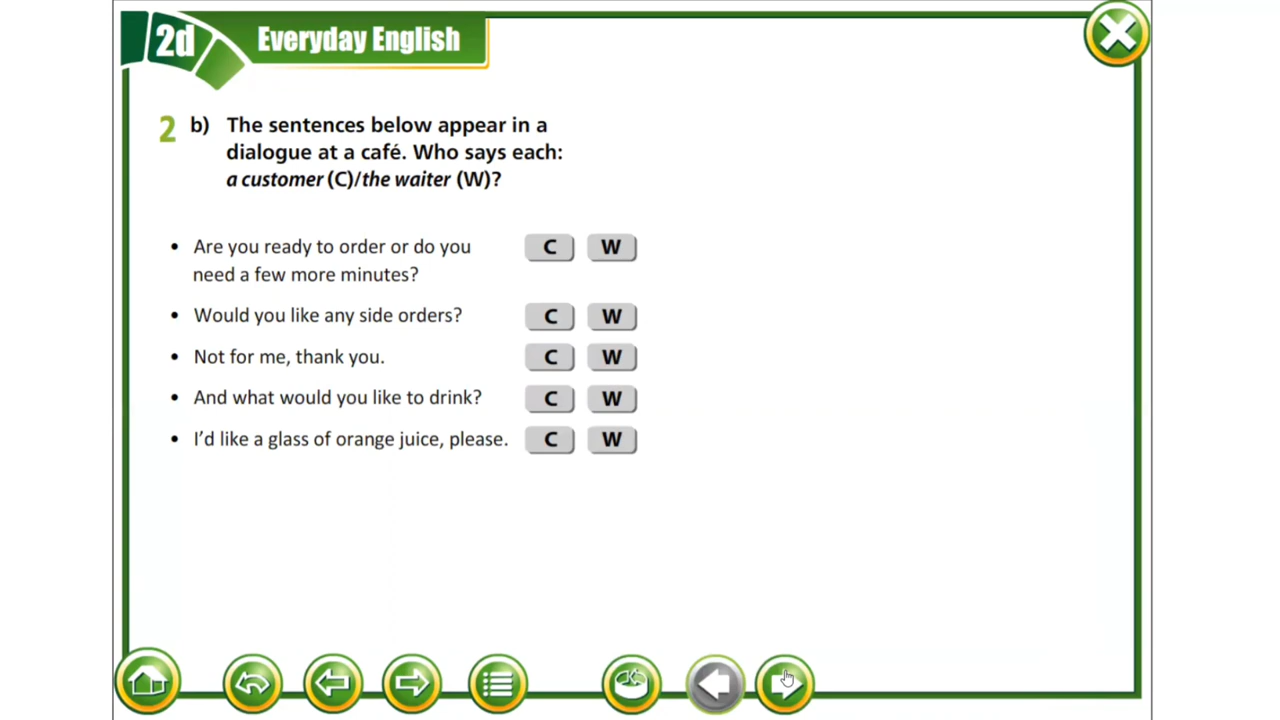 2d Everyday English
2 b) The sentences below appear in a
dialogue at a café. Who says each:
a customer (C)/the waiter (W)?
• Are you ready to order or do you C W
need a few more minutes?
• Would you like any side orders? C W
• Not for me, thank you. C W
• And what would you like to drink? C W
• I’d like a glass of orange juice, please. C W